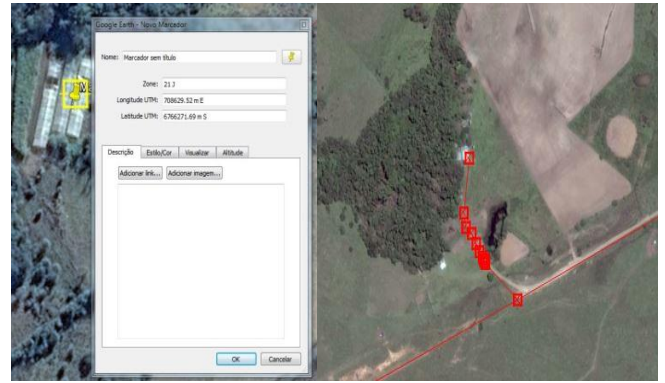 Google Earth - Novo Marcador
Nome: Marcador sem título
Zone: 21 J
Longitude UTM: 708629.52 m E
Latitude UTM: 6766271.69 m S
Descrição Estilo/Cor Visualizar Altitude
Adicionar link... Adicionar imagem...
OK Cancelar